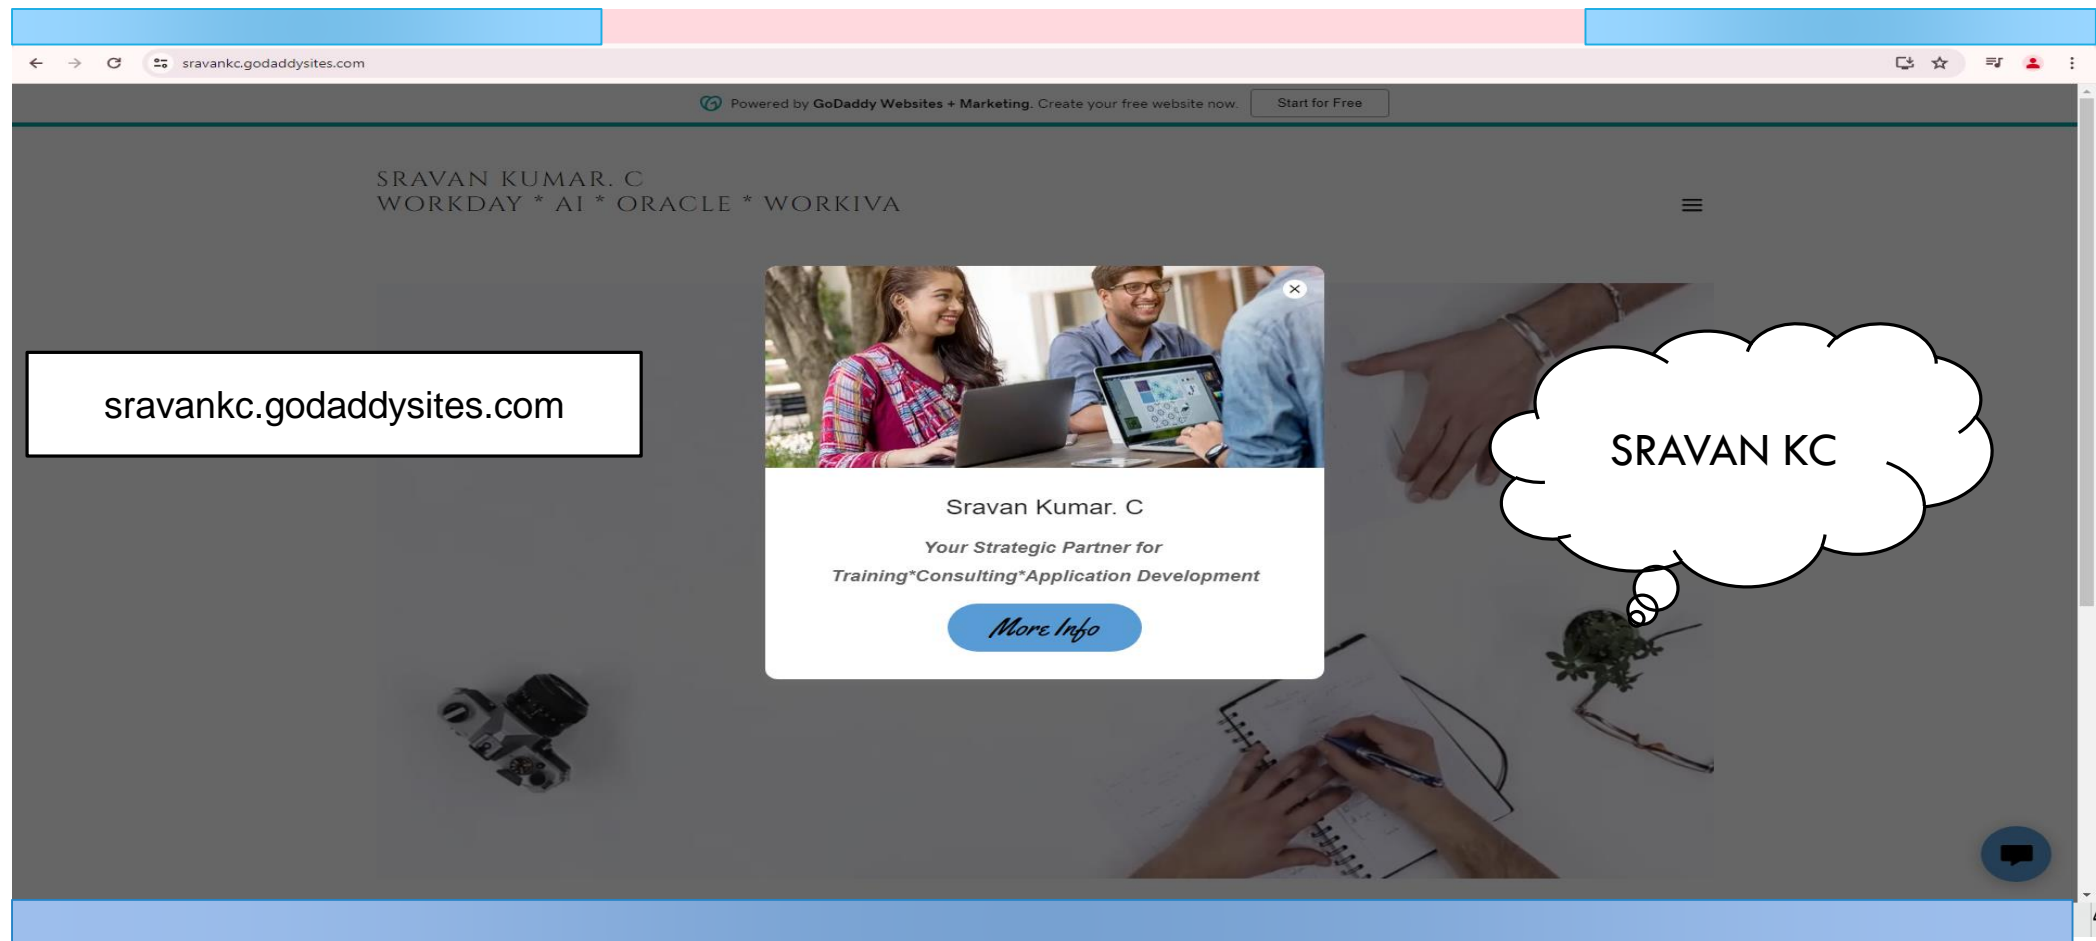 sravankc.godaddysites.com
Powered by GoDaddy Websites + Marketing. Create your free website now. Start for Free
SRAVAN KUMAR. C
WORKDAY * AI * ORACLE * WORKIVA
sravankc.godaddysites.com
SRAVAN KC
Sravan Kumar. C
Your Strategic Partner for
Training*Consulting*Application Development
More Info